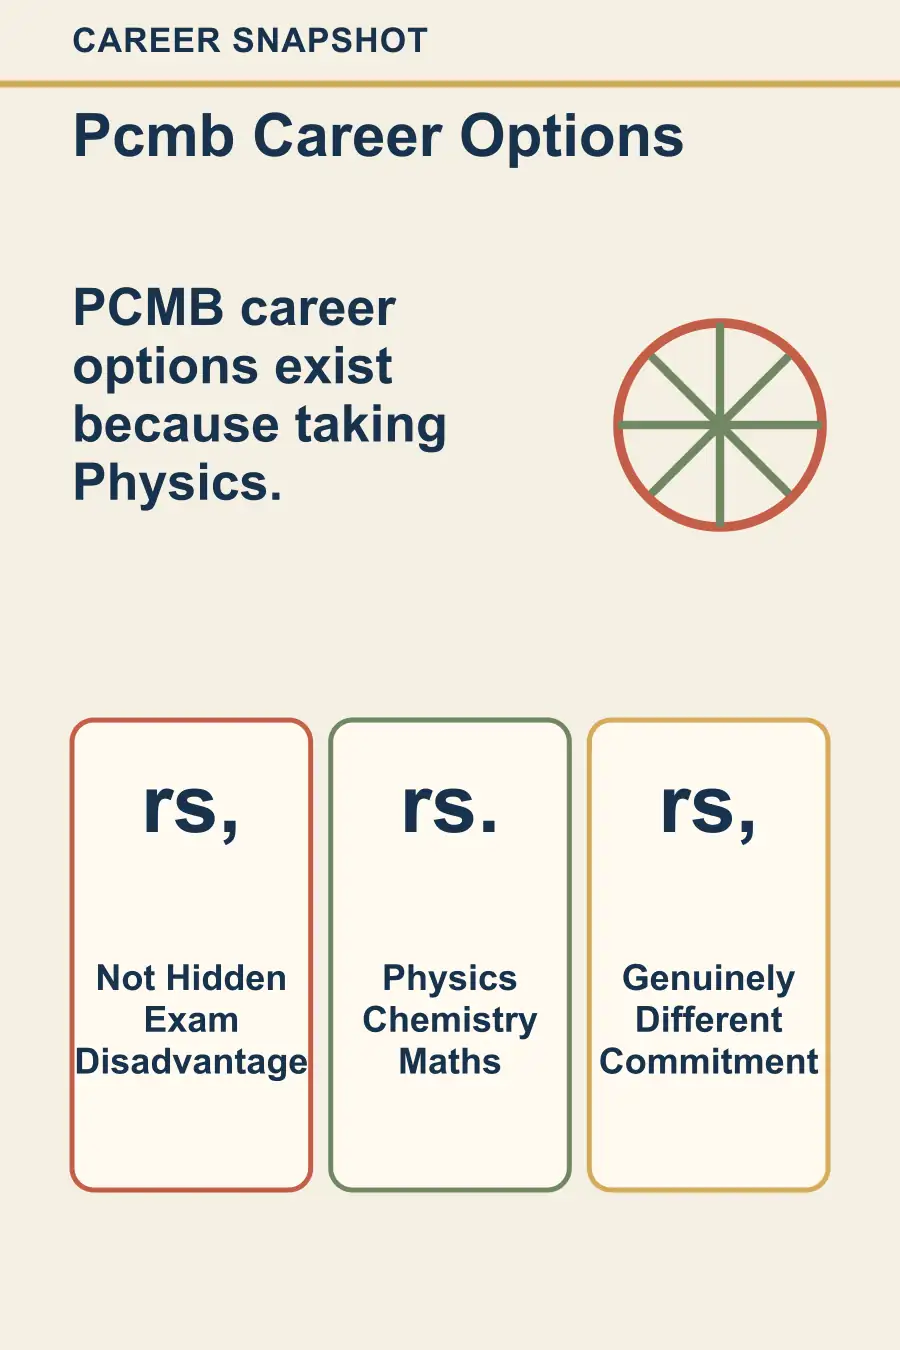 CAREER SNAPSHOT
Pcmb Career Options
PCMB career
options exist
because taking
Physics.
rs,
Not Hidden
Exam
Disadvantage
rs.
Physics
Chemistry
Maths
rs,
Genuinely
Different
Commitment